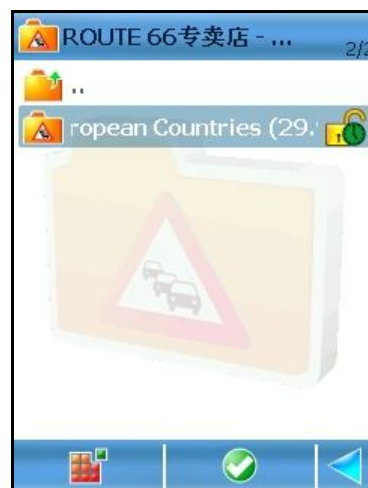 ROUTE 66专卖店 - ...
2/2
..
ropean Countries (29.